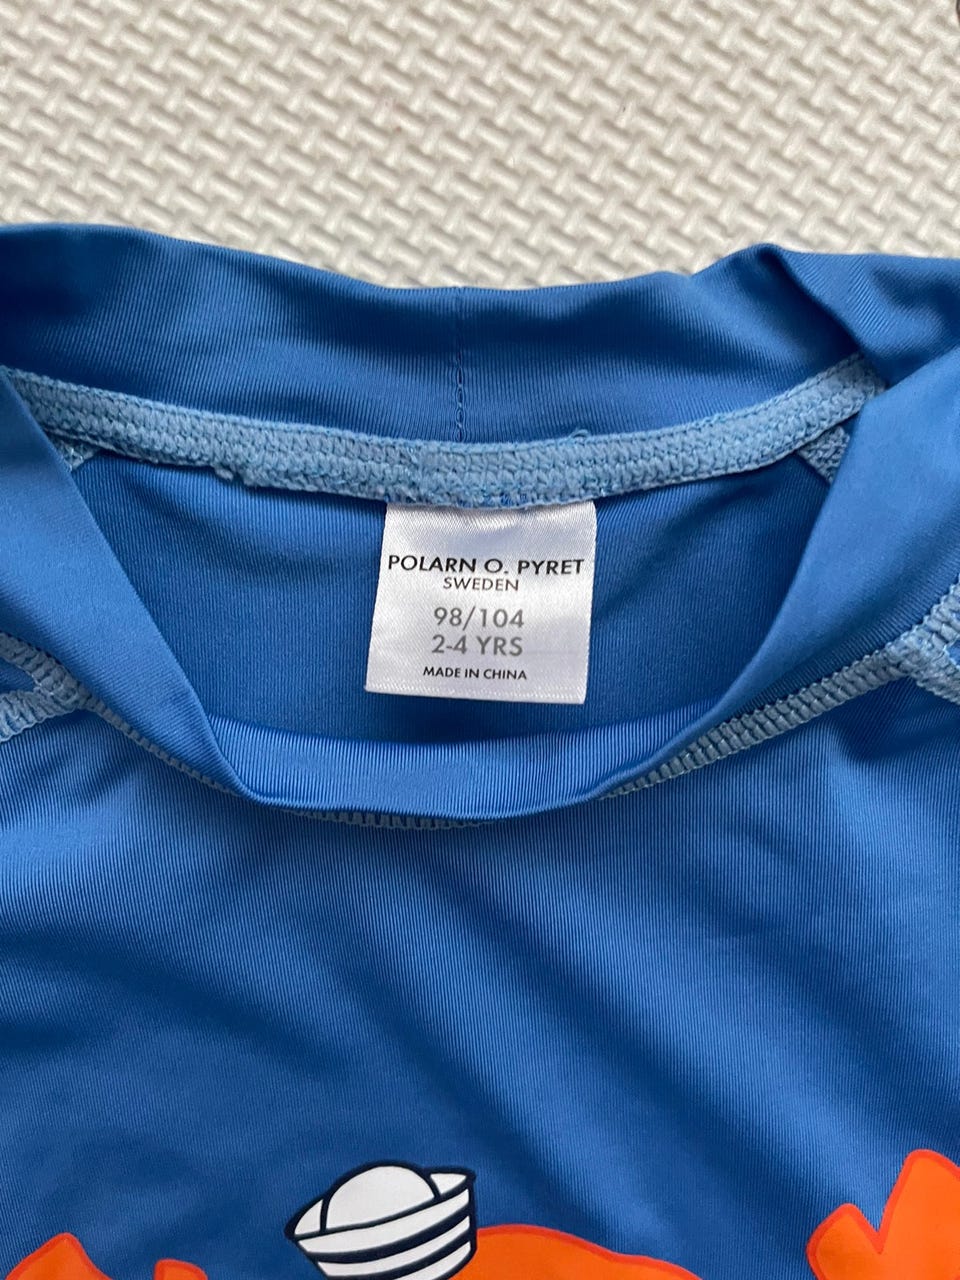 POLARN O. PYRET
SWEDEN
98/104
2-4 YRS
MADE IN CHINA